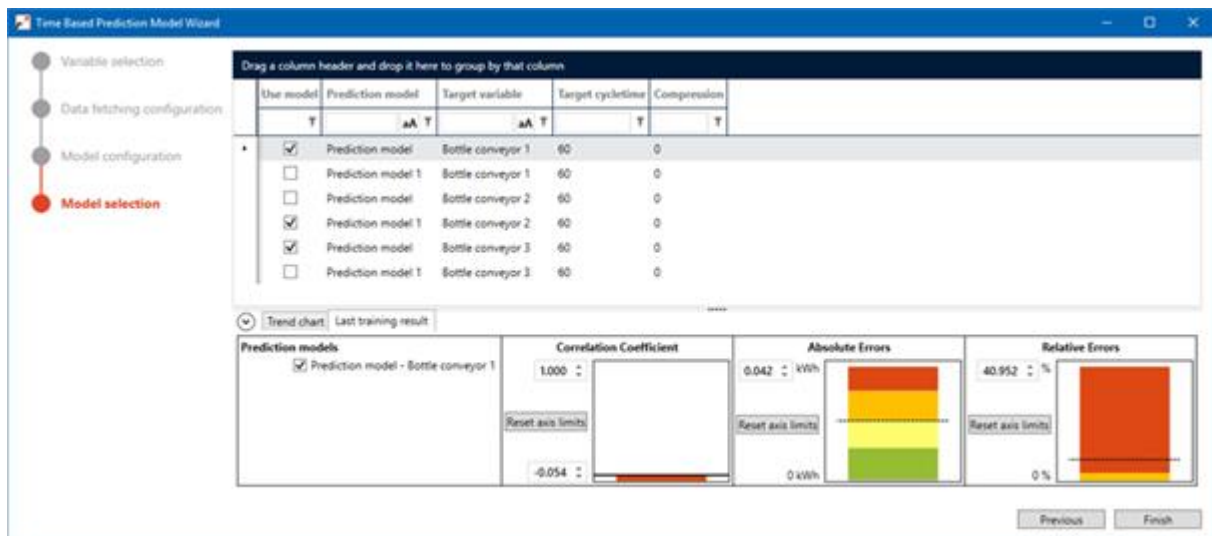 Time Based Prediction Model Wizard
Variable selection
Data fetching configuration
Model configuration
Model selection
Drag a column header and drop it here to group by that column
Use model Prediction model Target variable Target cycletime Compression
aA aA
Prediction model Bottle conveyor 1 60 0
Prediction model 1 Bottle conveyor 1 60 0
Prediction model Bottle conveyor 2 60 0
Prediction model 1 Bottle conveyor 2 60 0
Prediction model Bottle conveyor 3 60 0
Prediction model 1 Bottle conveyor 3 60 0
Trend chart Last training result
Prediction models Correlation Coefficient Absolute Errors Relative Errors
Prediction model - Bottle conveyor 1 1.000 0.042 kWh 40.952 %
Reset axis limits Reset axis limits Reset axis limits
-0.054 0 kWh 0 %
Previous Finish